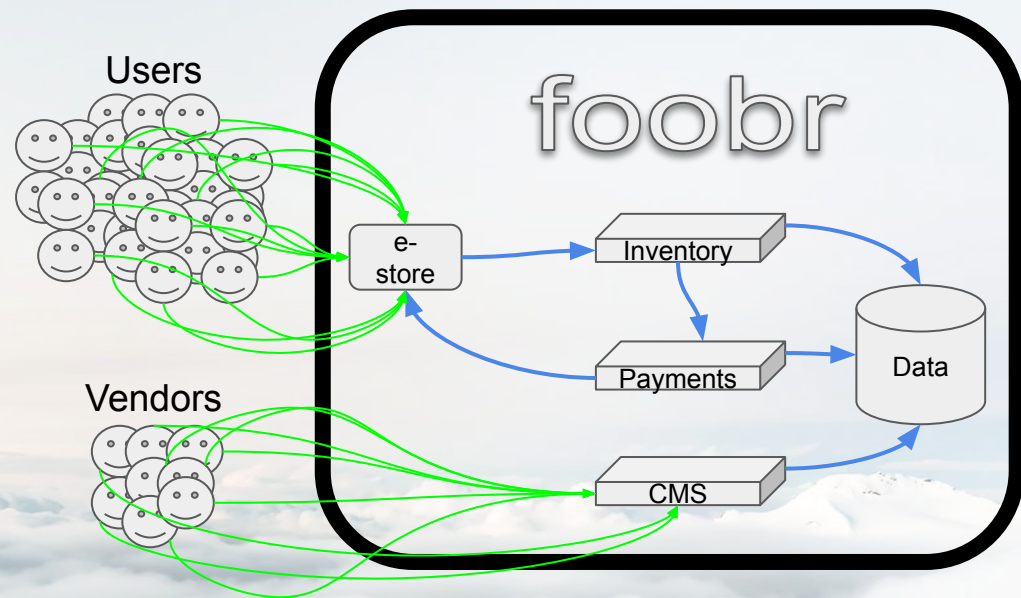 Users
foobr
e-
store
Inventory
Payments
Data
Vendors
CMS